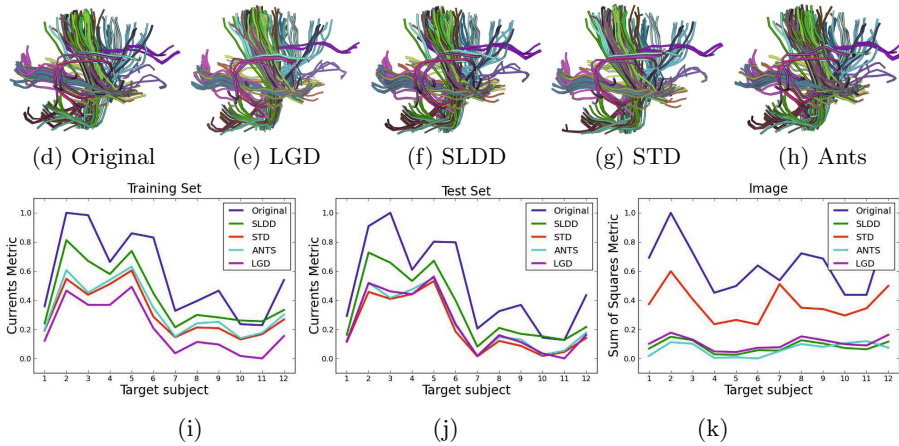 (d) Original
(e) LGD
(f) SLDD
(g) STD
(h) Ants
Training Set
Currents Metric
1.0
0.8
0.6
0.4
0.2
0.0
Original
SLDD
STD
ANTS
LGD
1 2 3 4 5 6 7 8 9 10 11 12
Target subject
(i)
Test Set
Currents Metric
1.0
0.8
0.6
0.4
0.2
0.0
Original
SLDD
STD
ANTS
LGD
1 2 3 4 5 6 7 8 9 10 11 12
Target subject
(j)
Image
Sum of Squares Metric
1.0
0.8
0.6
0.4
0.2
0.0
Original
SLDD
STD
ANTS
LGD
1 2 3 4 5 6 7 8 9 10 11 12
Target subject
(k)